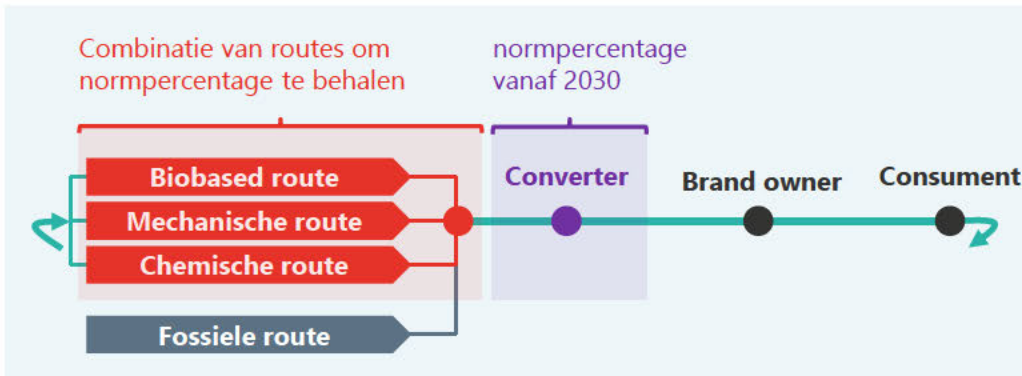 Combinatie van routes om
normpercentage te behalen
normpercentage
vanaf 2030
Biobased route
Mechanische route
Chemische route
Fossiele route
Converter
Brand owner
Consument